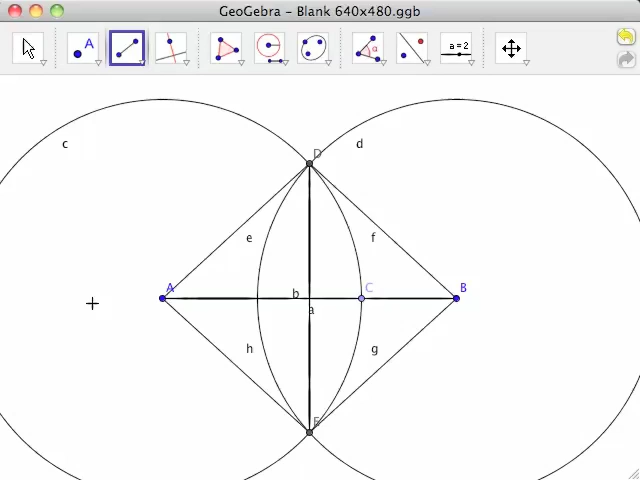 GeoGebra - Blank 640x480.ggb
A
α
a = 2
c
d
D
e
f
A
b
C
B
a
h
g
E